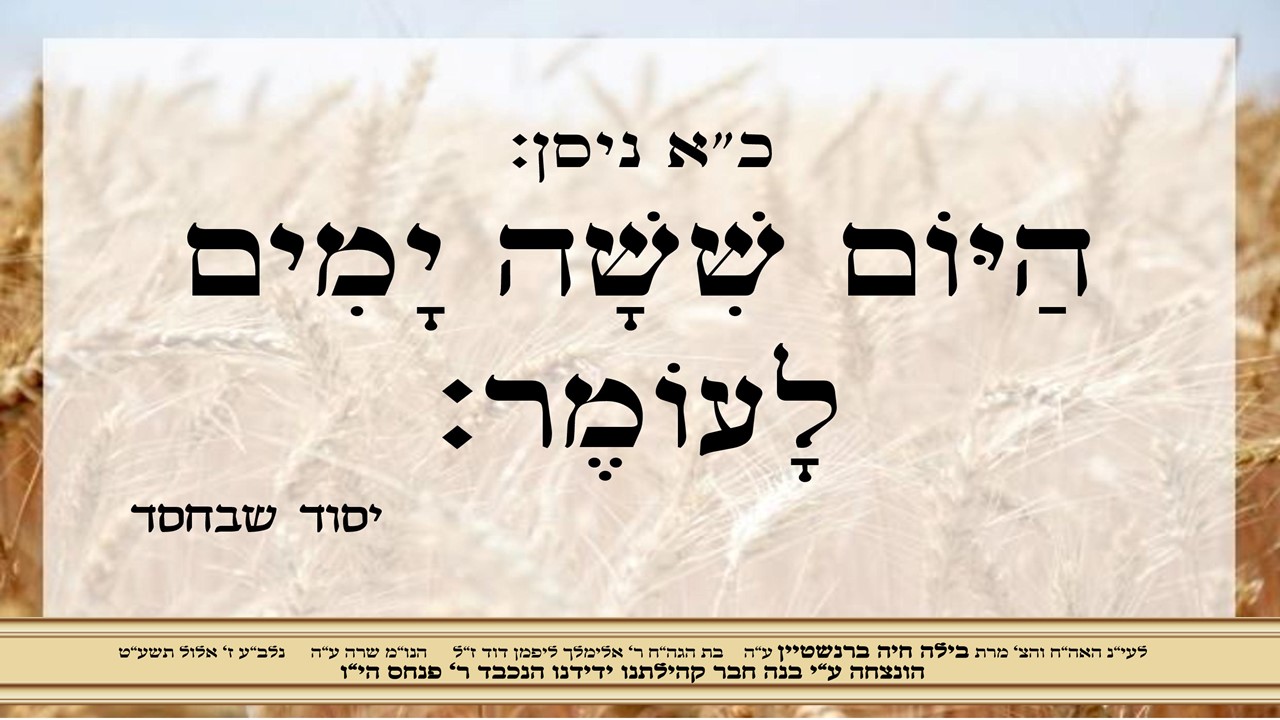 כ״א ניסן:
הַיּוֹם שִׁשָּׁה יָמִים
לָעוֹמֶר:
יסוד שבחסד
לעי״נ האה״ח והצ׳ מרת בילה חיה ברנשטיין ע״ה בת הגה״ח ר׳ אלימלך ליפמן דוד ז״ל הנו״מ שרה ע״ה נלב״ע ז׳ אלול תשע״ט
הונצחה ע״י בנה חבר קהילתנו ידידנו הנכבד ר׳ פנחס הי״ו